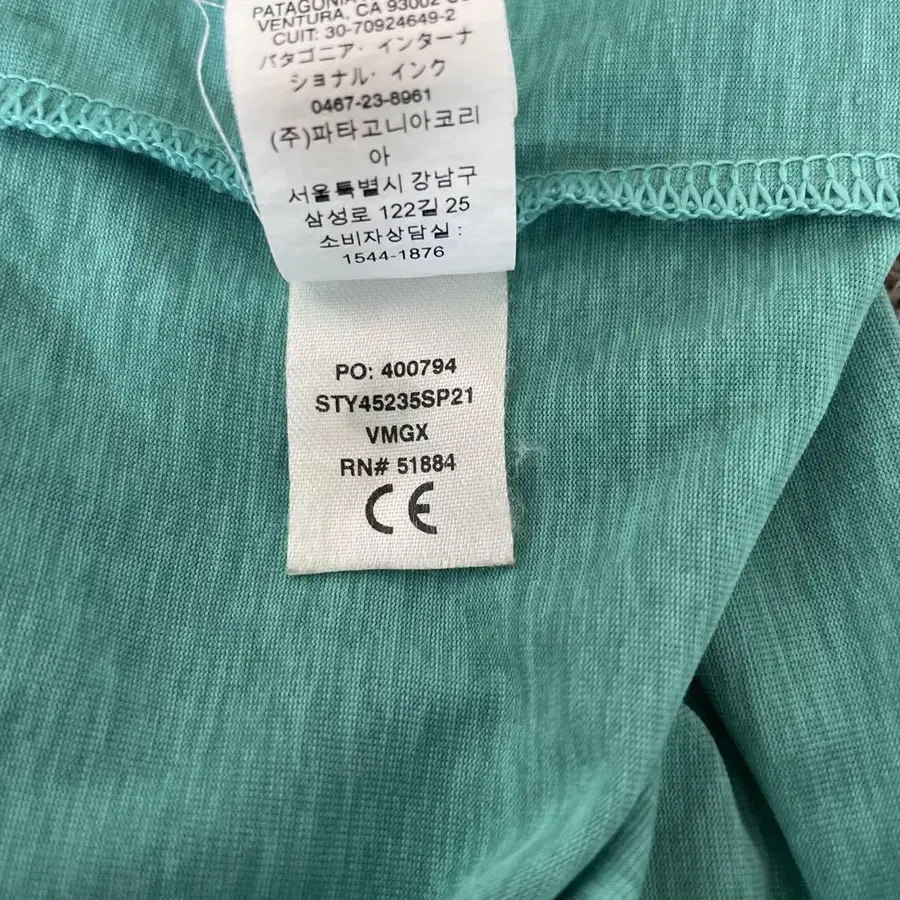 PATAGONIA
VENTURA, CA 93002
CUIT: 30-70924649-2
パタゴニア・インターナ
ショナル・インク
0467-23-8961
(주)파타고니아코리
아
서울특별시 강남구
삼성로 122길 25
소비자상담실 :
1544-1876
PO: 400794
STY45235SP21
VMGX
RN# 51884
CE